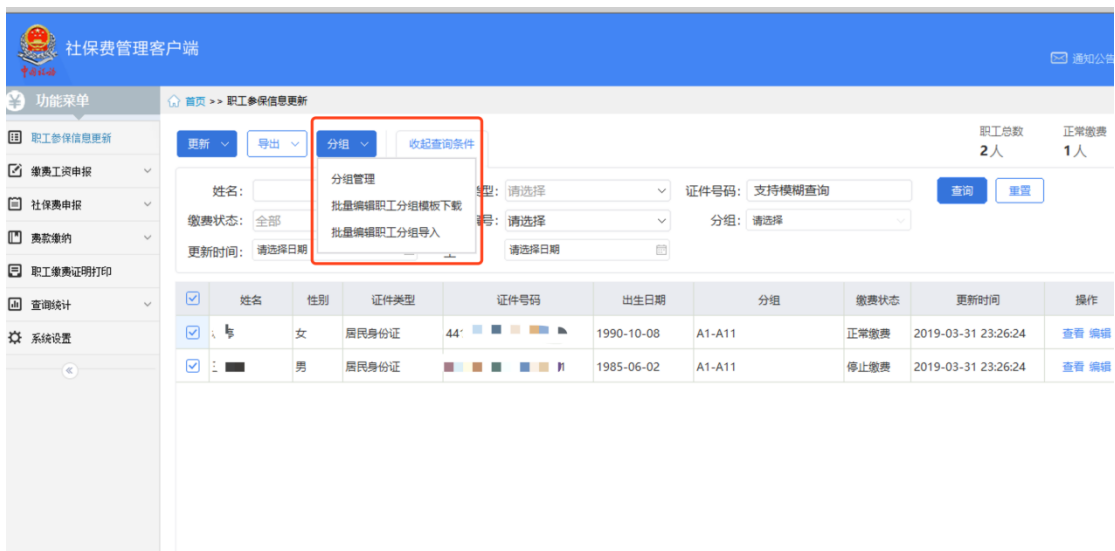 社保费管理客户端
中国税务
通知公告
功能菜单
首页 >> 职工参保信息更新
职工参保信息更新
缴费工资申报
社保费申报
费款缴纳
职工缴费证明打印
查询统计
系统设置
更新 导出 分组 收起查询条件
职工总数 正常缴费
2人 1人
分组管理
批量编辑职工分组模板下载
批量编辑职工分组导入
姓名: 型: 请选择 证件号码: 支持模糊查询 查询 重置
缴费状态: 全部 号: 请选择 分组: 请选择
更新时间: 请选择日期 请选择日期
姓名 性别 证件类型 证件号码 出生日期 分组 缴费状态 更新时间 操作
女 居民身份证 44 1990-10-08 A1-A11 正常缴费 2019-03-31 23:26:24 查看 编辑
男 居民身份证 1985-06-02 A1-A11 停止缴费 2019-03-31 23:26:24 查看 编辑